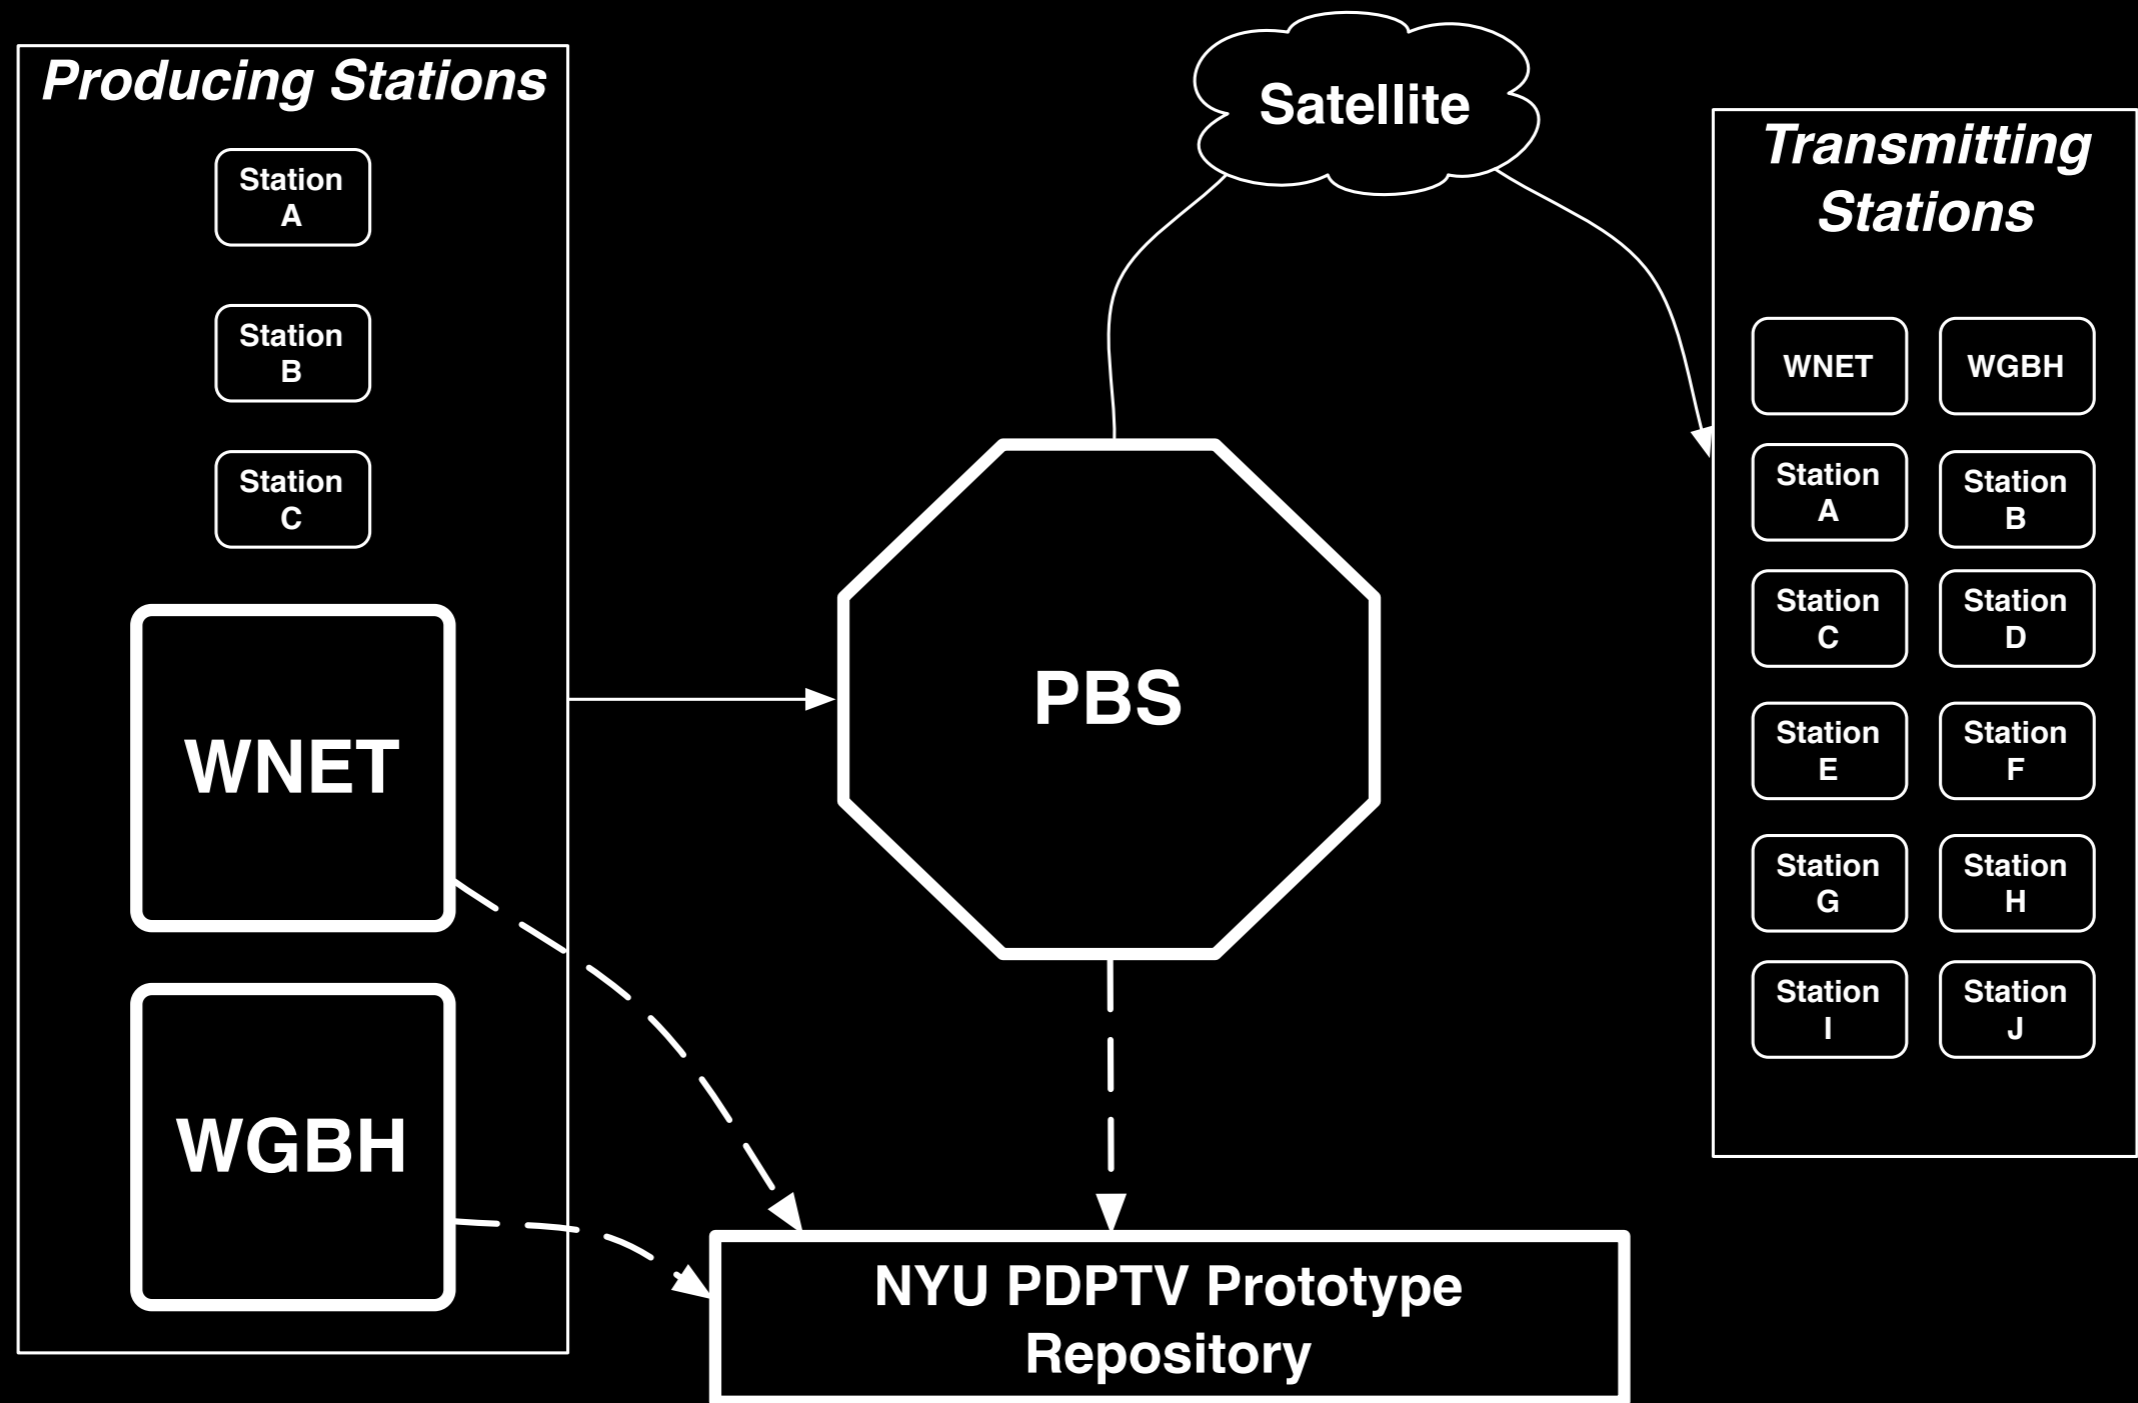 Producing Stations
Station
A
Station
B
Station
C
WNET
WGBH
PBS
Satellite
NYU PDPTV Prototype
Repository
Transmitting
Stations
WNET
WGBH
Station
A
Station
B
Station
C
Station
D
Station
E
Station
F
Station
G
Station
H
Station
I
Station
J